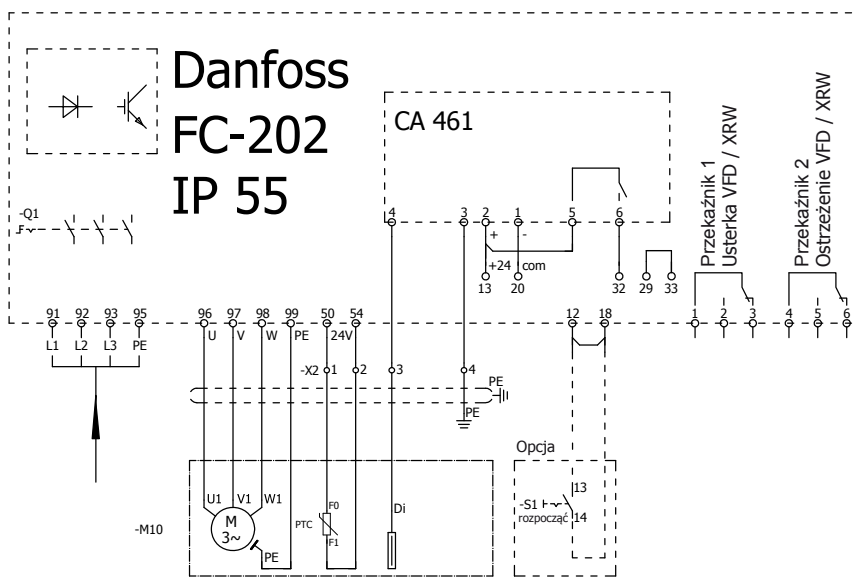 Danfoss
FC-202
IP 55
CA 461
-Q1
4 3 2 1 5 6
+ -
+24 com
13 20 32 29 33
Przekaźnik 1
Usterka VFD / XRW
Przekaźnik 2
Ostrzeżenie VFD / XRW
91 92 93 95 96 97 98 99 50 54 12 18 1 2 3 4 5 6
L1 L2 L3 PE U V W PE 24V
-X2 1 2 3 4
PE
PE
Opcja
-M10
U1 V1 W1
M
3~
PE
PTC
F0
F1
Di
-S1
rozpocząć
13
14